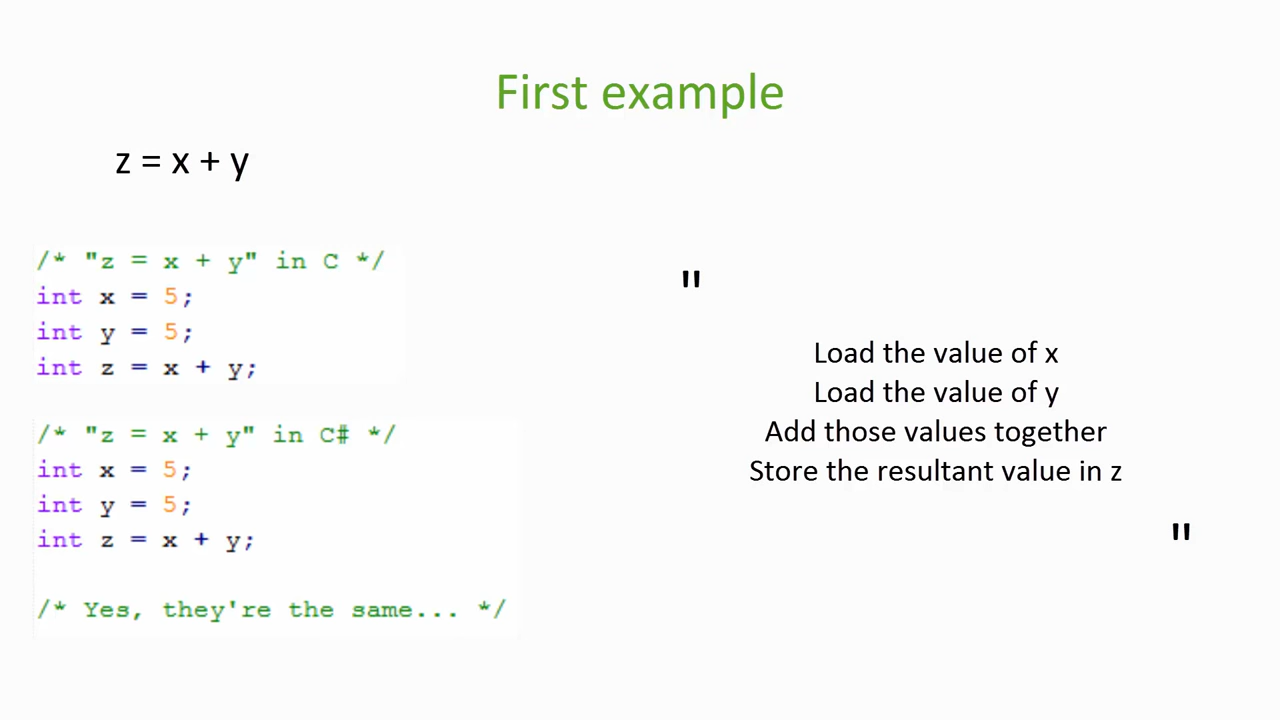 First example
z = x + y
/* "z = x + y" in C */
int x = 5;
int y = 5;
int z = x + y;
/* "z = x + y" in C# */
int x = 5;
int y = 5;
int z = x + y;
/* Yes, they're the same... */
"
Load the value of x
Load the value of y
Add those values together
Store the resultant value in z
"